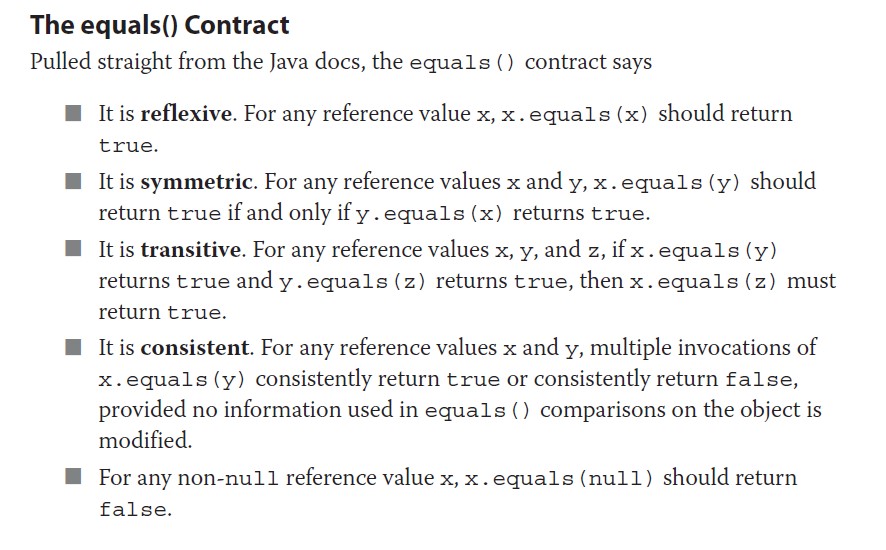 The equals() Contract
Pulled straight from the Java docs, the equals() contract says
■ It is reflexive. For any reference value x, x.equals(x) should return
true.
■ It is symmetric. For any reference values x and y, x.equals(y) should
return true if and only if y.equals(x) returns true.
■ It is transitive. For any reference values x, y, and z, if x.equals(y)
returns true and y.equals(z) returns true, then x.equals(z) must
return true.
■ It is consistent. For any reference values x and y, multiple invocations of
x.equals(y) consistently return true or consistently return false,
provided no information used in equals() comparisons on the object is
modified.
■ For any non-null reference value x, x.equals(null) should return
false.